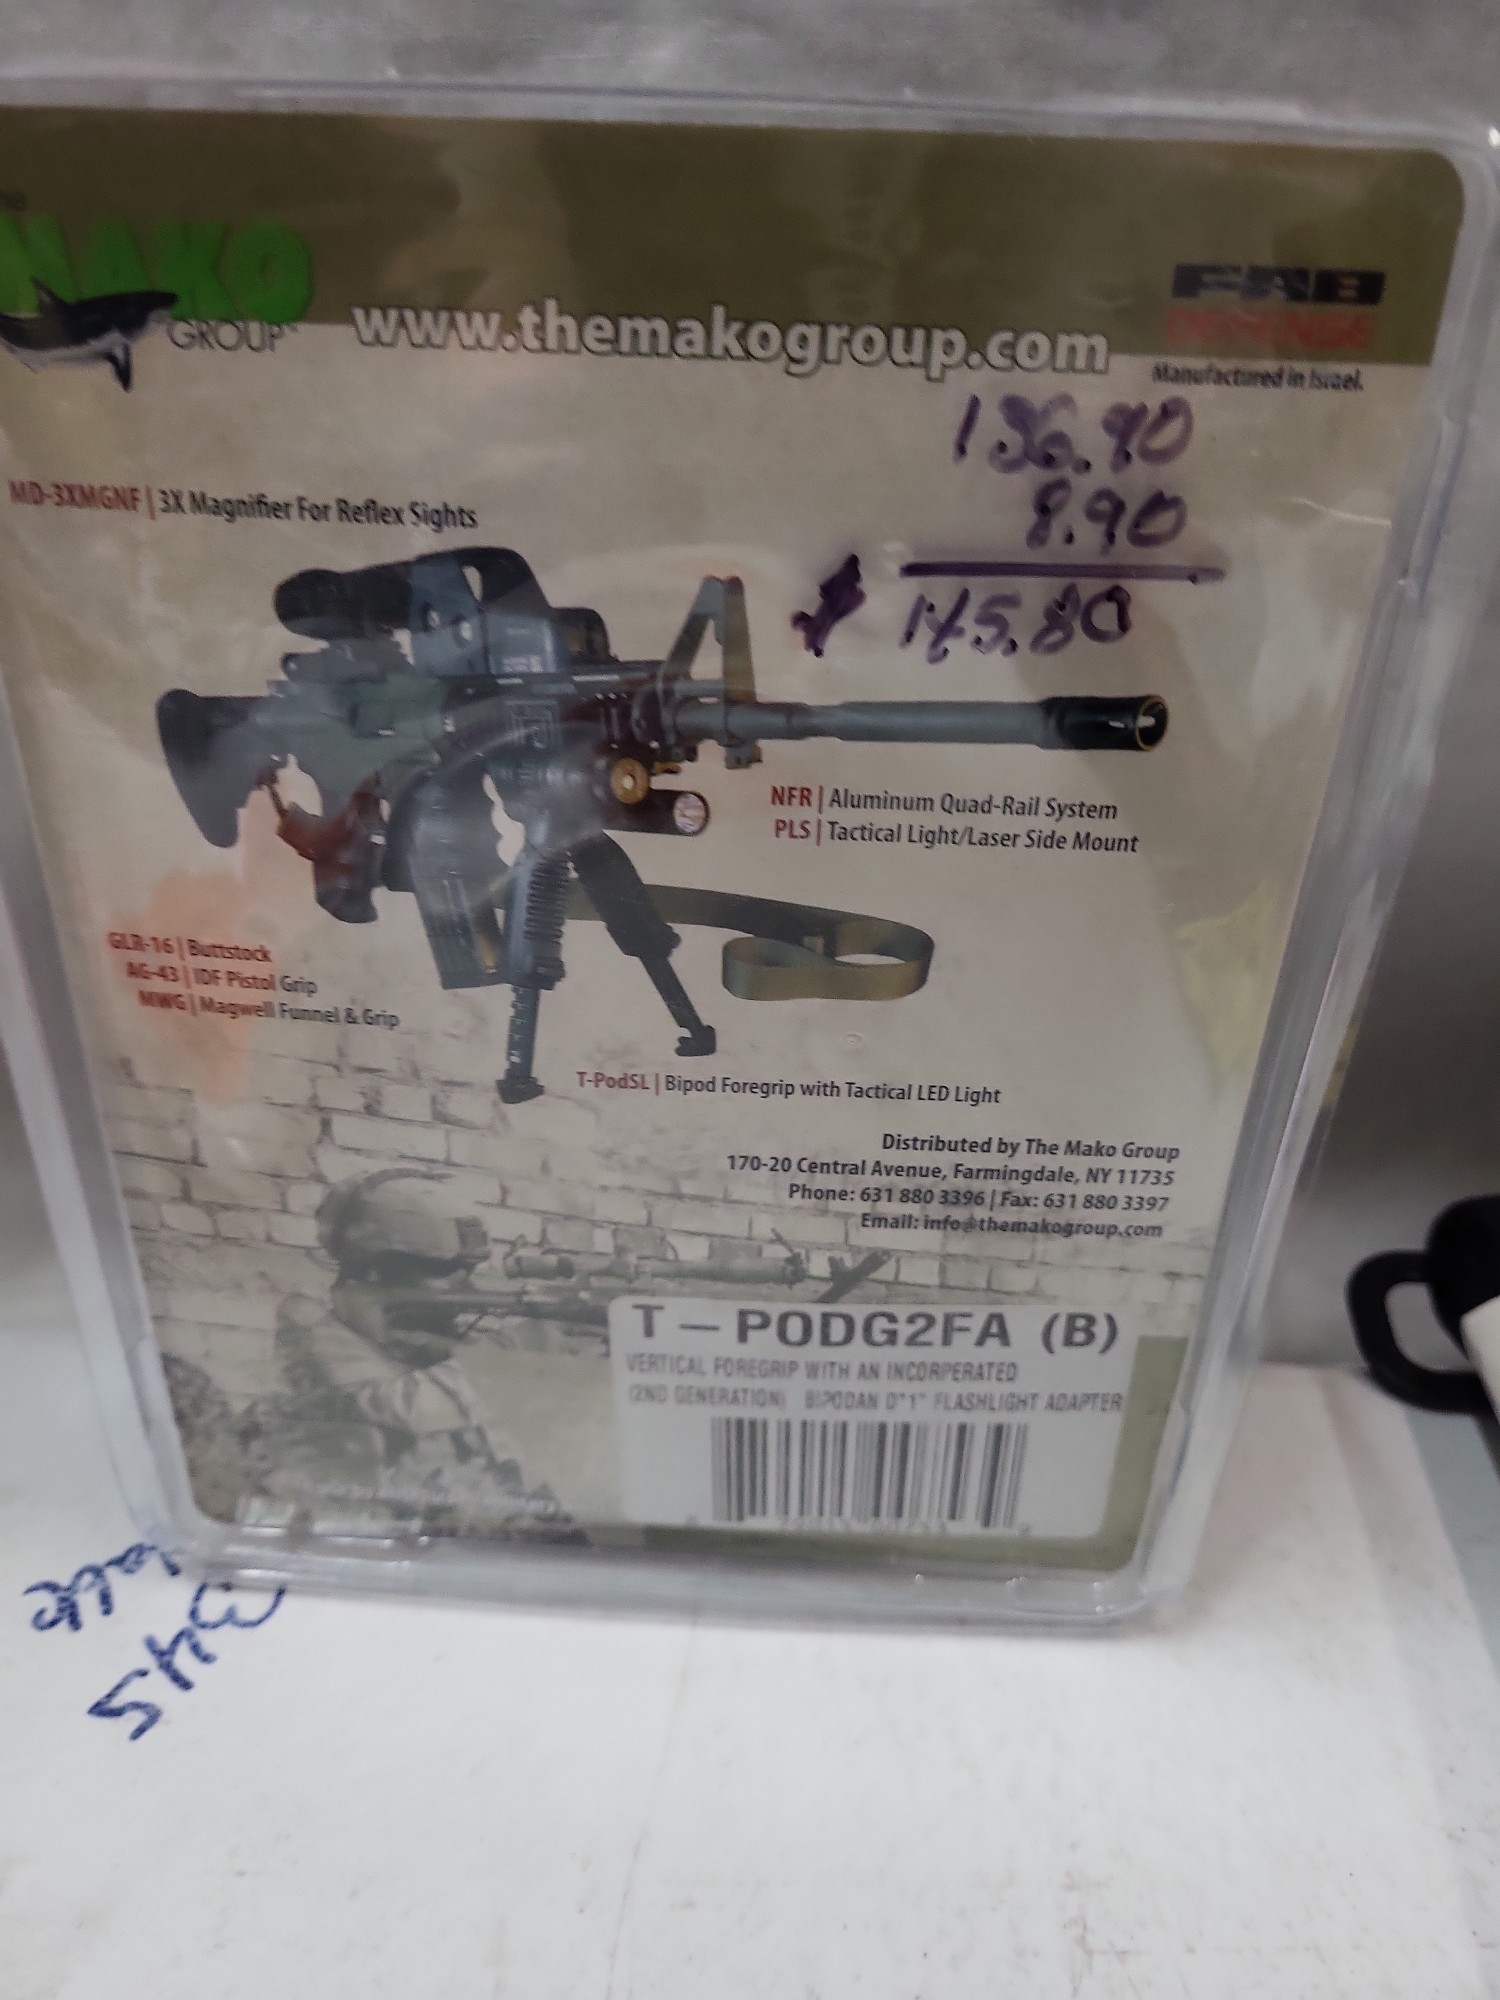 MAKO
GROUP
www.themakogroup.com
FAB
DEFENSE
Manufactured in Israel.
136.90
8.90
$ 145.80
MD-3XMGNF | 3X Magnifier For Reflex Sights
NFR | Aluminum Quad-Rail System
PLS | Tactical Light/Laser Side Mount
GLR-16 | Buttstock
AG-43 | IDF Pistol Grip
MWG | Magwell Funnel & Grip
T-PodSL | Bipod Foregrip with Tactical LED Light
Distributed by The Mako Group
170-20 Central Avenue, Farmingdale, NY 11735
Phone: 631 880 3396 | Fax: 631 880 3397
Email: info@themakogroup.com
T - PODG2FA (B)
VERTICAL FOREGRIP WITH AN INCORPERATED
(2ND GENERATION) BIPODAN D"1" FLASHLIGHT ADAPTER
345